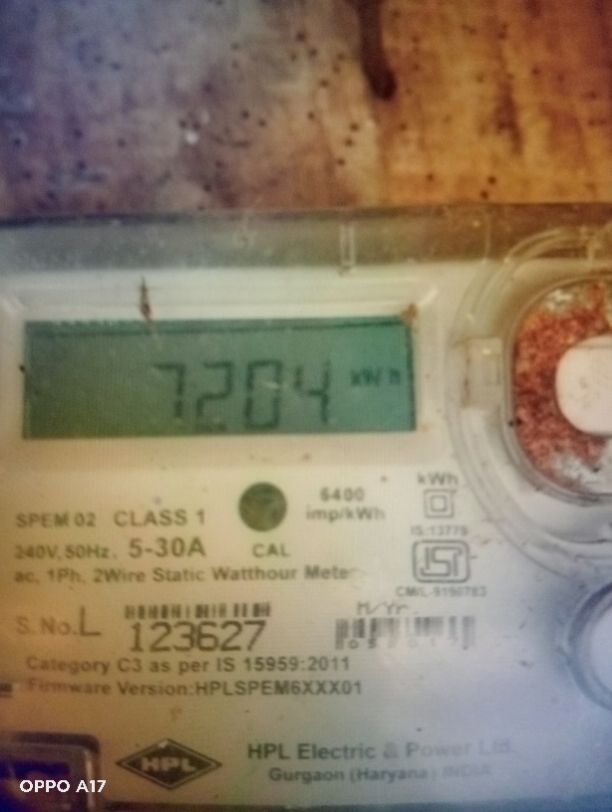 7204 kW h
kWh
6400
imp/kWh
SPEM 02 CLASS 1
IS:13779
240V, 50Hz, 5-30A CAL
ac, 1Ph, 2Wire Static Watthour Meter
CM/L-9190783
M/Yr.
S. No. L 123627
Category C3 as per IS 15959:2011
Firmware Version:HPLSPEM6XXX01
HPL
HPL Electric & Power Ltd.
Gurgaon (Haryana) INDIA
OPPO A17